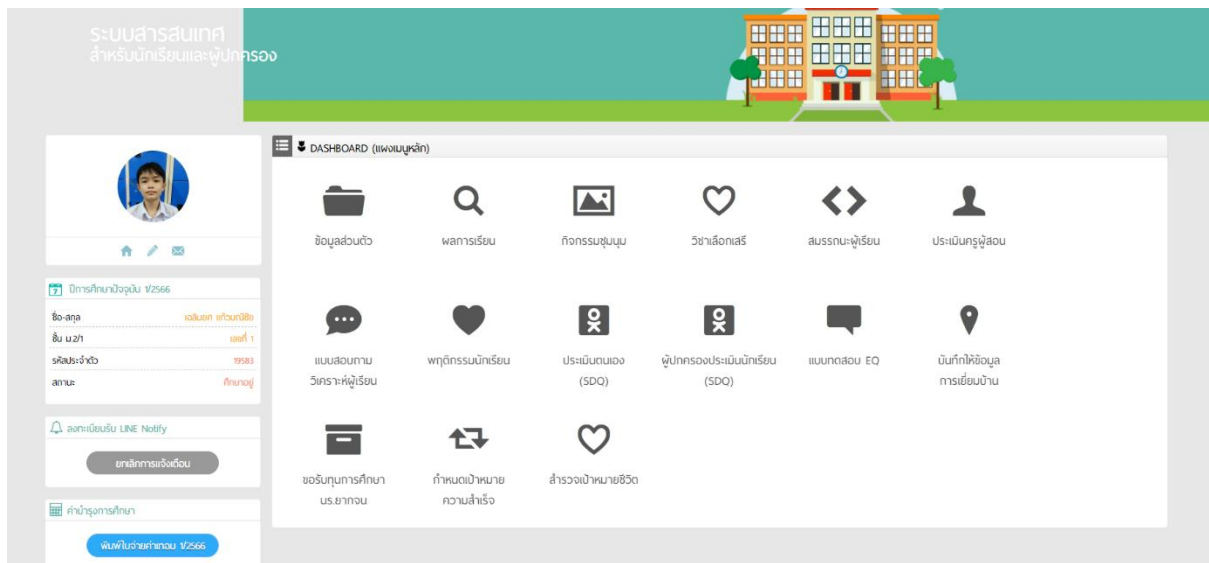 ระบบสารสนเทศ
สำหรับนักเรียนและผู้ปกครอง
DASHBOARD (แผงเมนูหลัก)
ข้อมูลส่วนตัว
ผลการเรียน
กิจกรรมชุมนุม
วิชาเลือกเสรี
สมรรถนะผู้เรียน
ประเมินครูผู้สอน
7 ปีการศึกษาปัจจุบัน 1/2566
ชื่อ-สกุล เฉลิมยศ แก้วมณีชัย
ชั้น ม.2/1 เลขที่ 1
รหัสประจำตัว 19583
สถานะ ศึกษาอยู่
แบบสอบถาม
วิเคราะห์ผู้เรียน
พฤติกรรมนักเรียน
ประเมินตนเอง
(SDQ)
ผู้ปกครองประเมินนักเรียน
(SDQ)
แบบทดสอบ EQ
บันทึกให้ข้อมูล
การเยี่ยมบ้าน
ลงทะเบียนรับ LINE Notify
ยกเลิกการแจ้งเตือน
ขอรับทุนการศึกษา
นร.ยากจน
กำหนดเป้าหมาย
ความสำเร็จ
สำรวจเป้าหมายชีวิต
ค่าบำรุงการศึกษา
พิมพ์ใบจ่ายค่าเทอม 1/2566